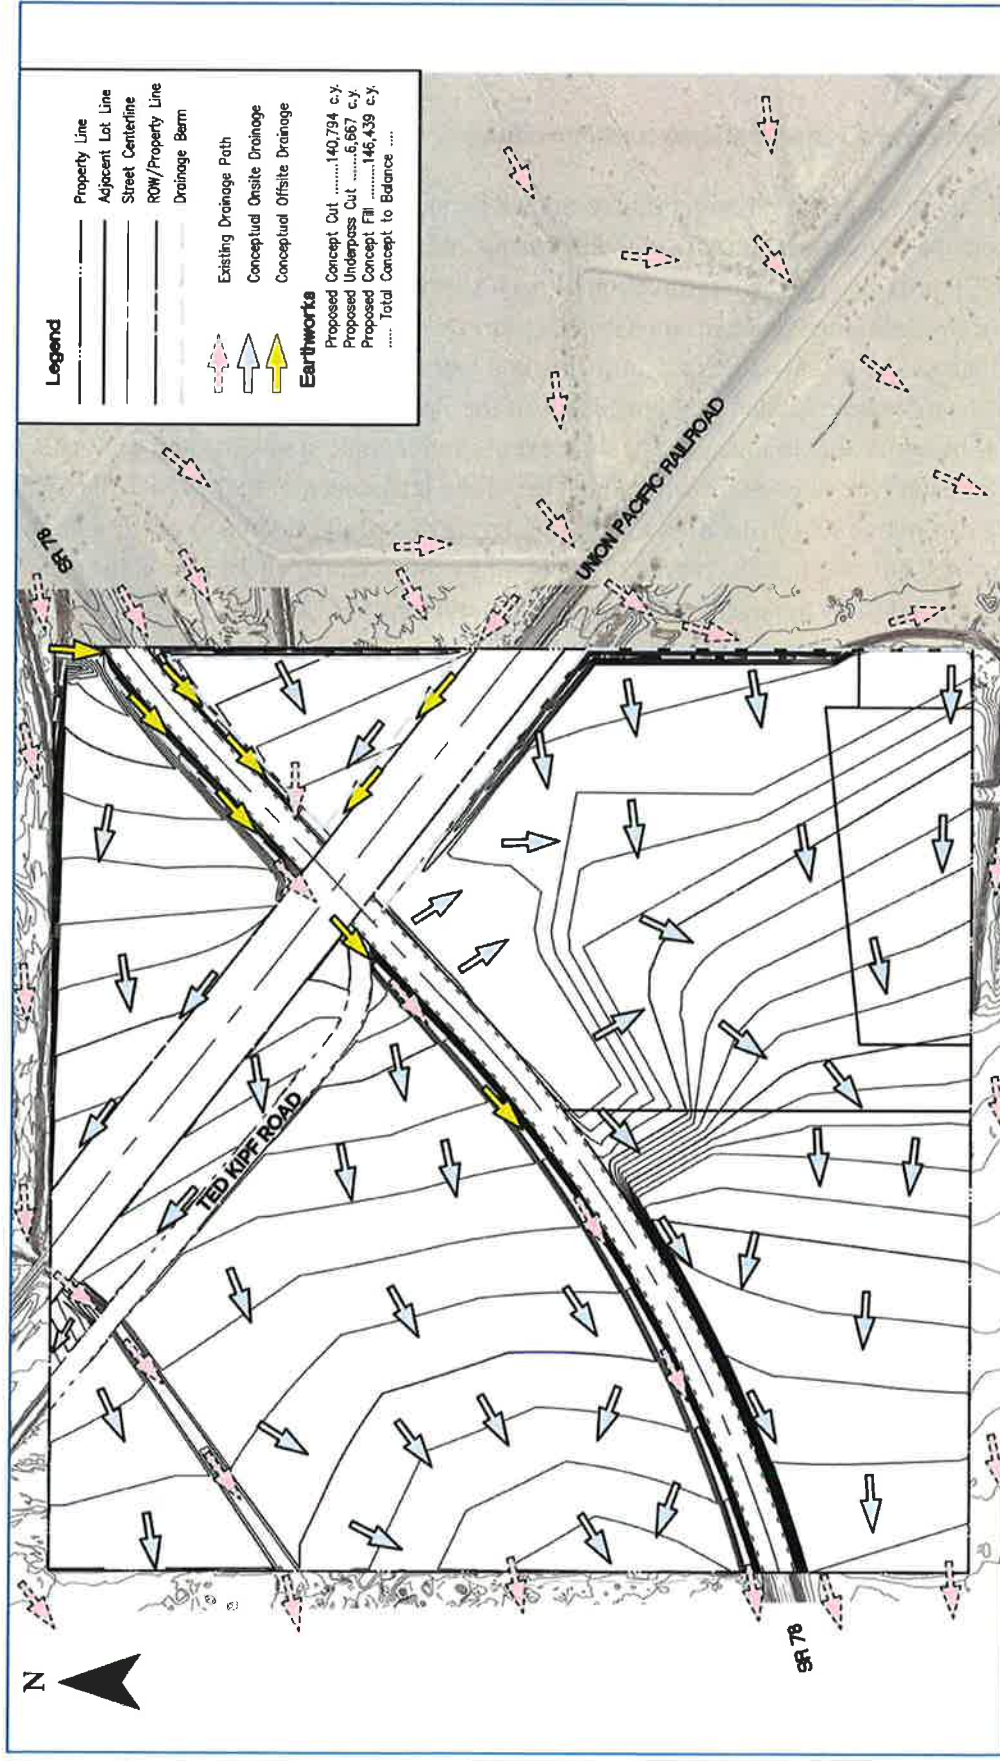 Legend
Property Line
Adjacent Lot Line
Street Centerline
ROW/Property Line
Drainage Berm
Existing Drainage Path
Conceptual Onsite Drainage
Conceptual Offsite Drainage
Earthworks
Proposed Concept Cut .........140,794 c.y.
Proposed Underpass Cut ......6,667 c.y.
Proposed Concept Fill ..........146,439 c.y.
..... Total Concept to Balance .....
SR 78
UNION PACIFIC RAILROAD
TED KIPF ROAD
SR 78
N